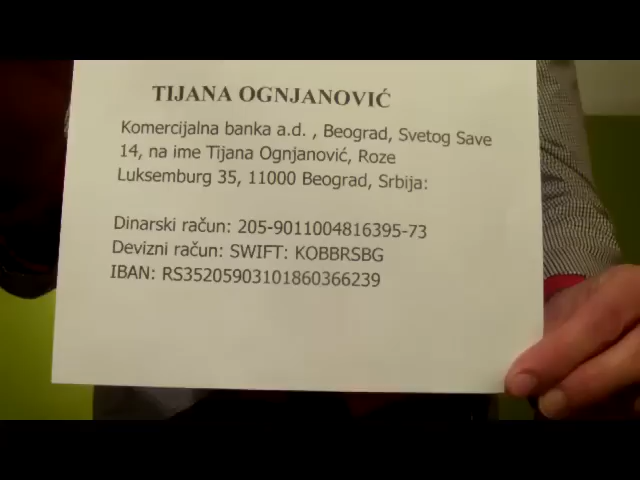 TIJANA OGNJANOVIĆ
Komercijalna banka a.d. , Beograd, Svetog Save
14, na ime Tijana Ognjanović, Roze
Luksemburg 35, 11000 Beograd, Srbija:
Dinarski račun: 205-9011004816395-73
Devizni račun: SWIFT: KOBBRSBG
IBAN: RS35205903101860366239